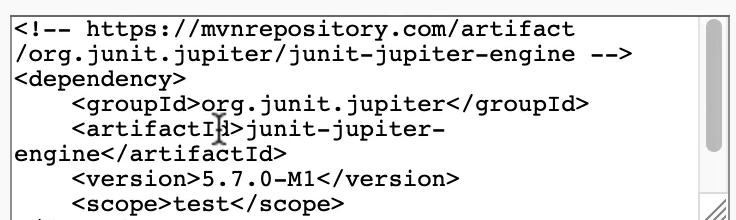 <!-- https://mvnrepository.com/artifact
/org.junit.jupiter/junit-jupiter-engine -->
<dependency>
    <groupId>org.junit.jupiter</groupId>
    <artifactId>junit-jupiter-
engine</artifactId>
    <version>5.7.0-M1</version>
    <scope>test</scope>